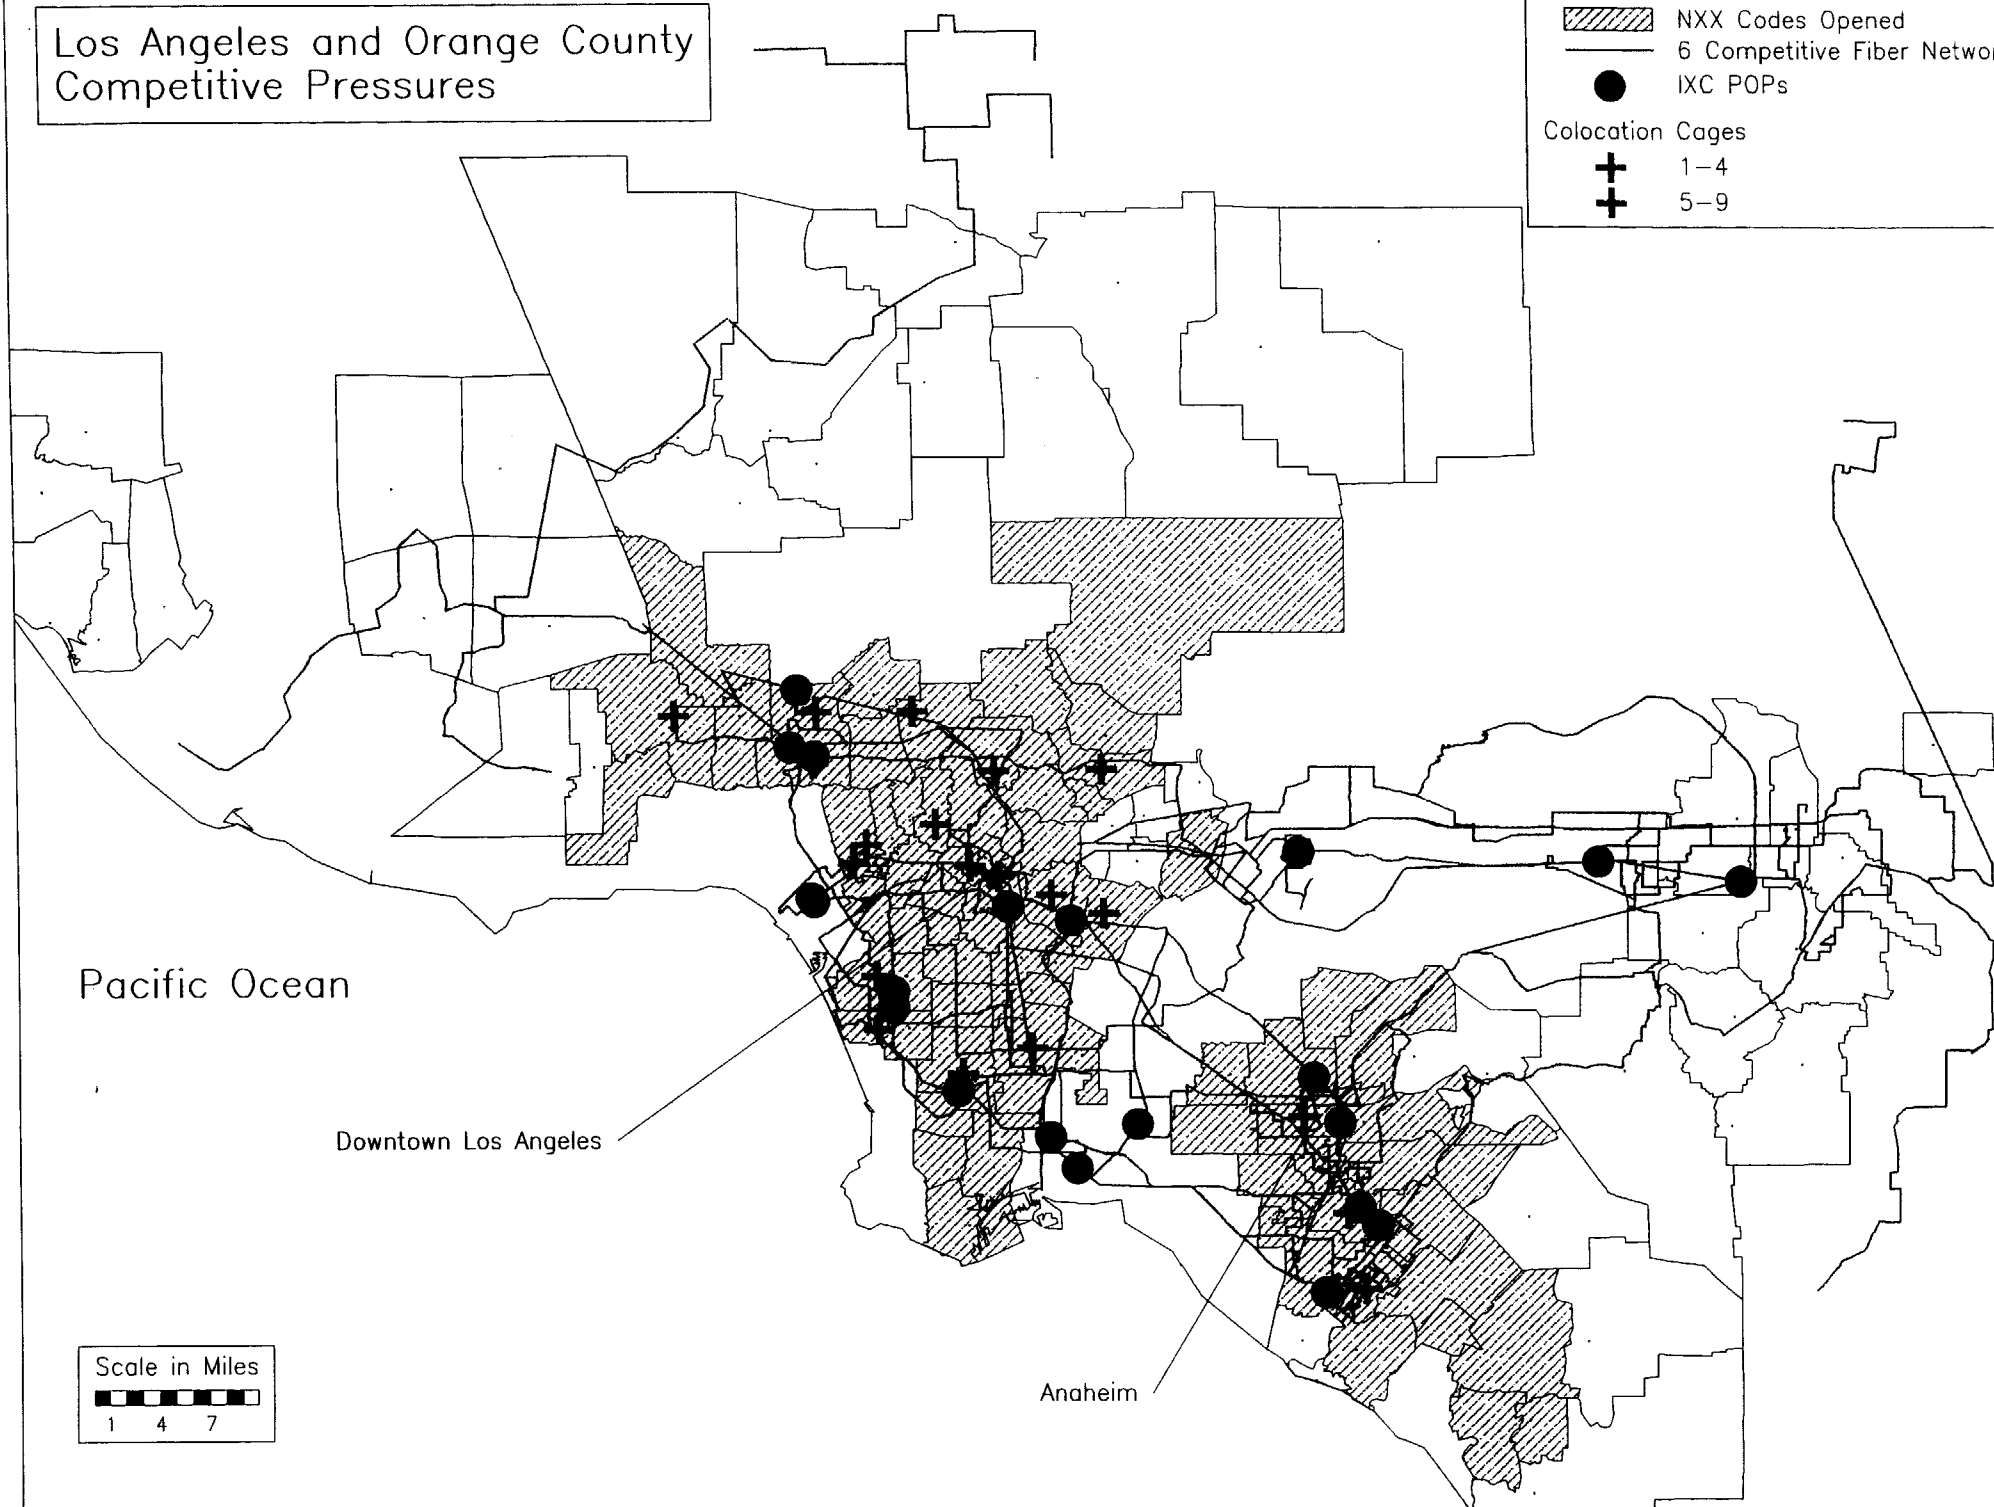 Los Angeles and Orange County
Competitive Pressures
NXX Codes Opened
6 Competitive Fiber Networ
IXC POPs
Colocation Cages
1-4
5-9
Pacific Ocean
Downtown Los Angeles
Anaheim
Scale in Miles
1 4 7